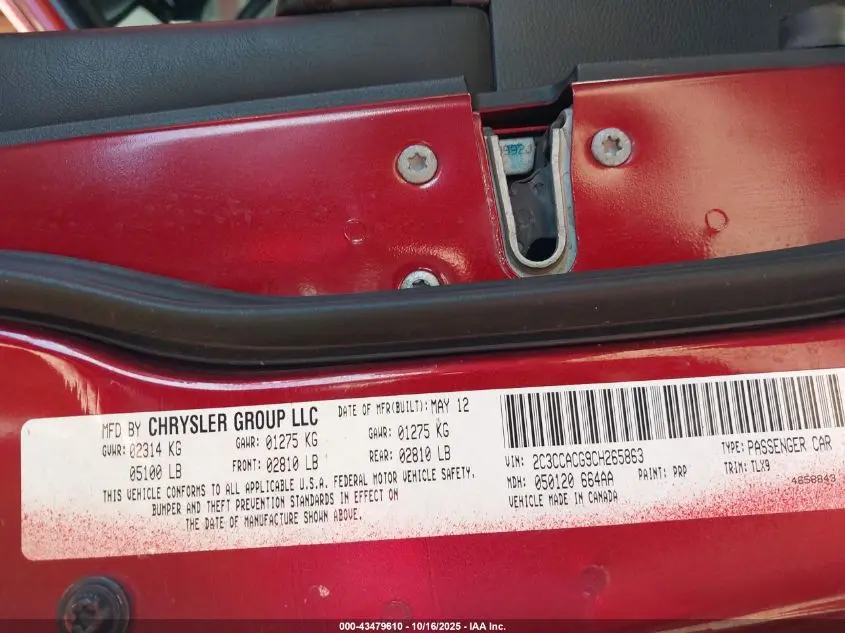 992J
MFD BY CHRYSLER GROUP LLC DATE OF MFR(BUILT): MAY 12
GVWR: 02314 KG GAWR: 01275 KG GAWR: 01275 KG
05100 LB FRONT: 02810 LB REAR: 02810 LB
THIS VEHICLE CONFORMS TO ALL APPLICABLE U.S.A. FEDERAL MOTOR VEHICLE SAFETY,
BUMPER AND THEFT PREVENTION STANDARDS IN EFFECT ON
THE DATE OF MANUFACTURE SHOWN ABOVE.
VIN: 2C3CCACG9CH265863 TYPE: PASSENGER CAR
MDH: 050120 664AA PAINT: PRP TRIM: TLX9
VEHICLE MADE IN CANADA 4658843
000-43479610 - 10/16/2025 - IAA Inc.